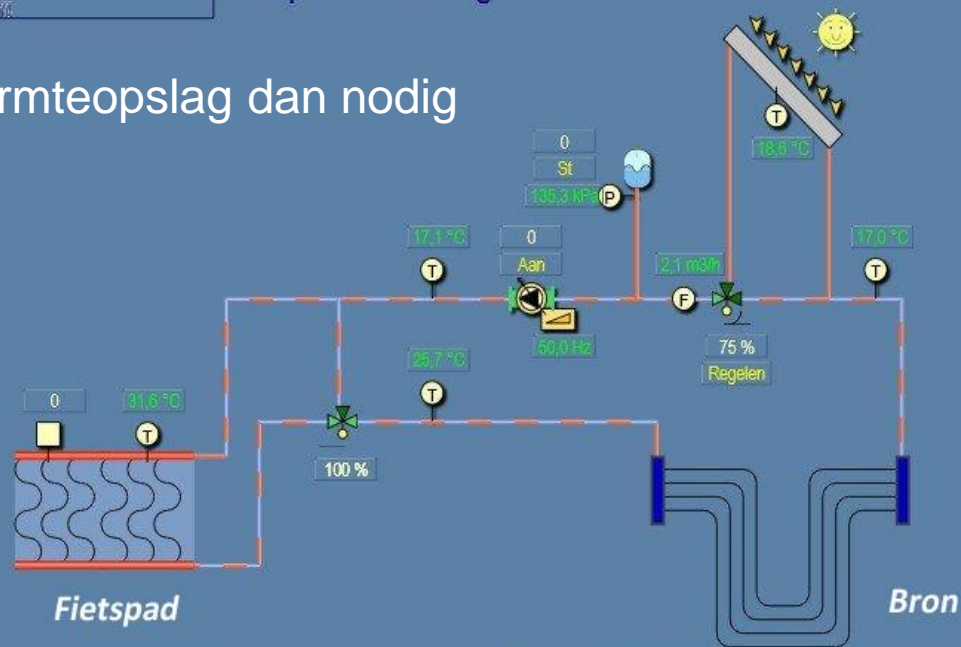 rmteopslag dan nodig
0
St
135,3 kPa
P
T
18,6 °C
17,1 °C
T
0
Aan
50,0 Hz
2,1 m3/h
F
75 %
Regelen
17,0 °C
T
25,7 °C
T
0
31,6 °C
T
100 %
Fietspad
Bron